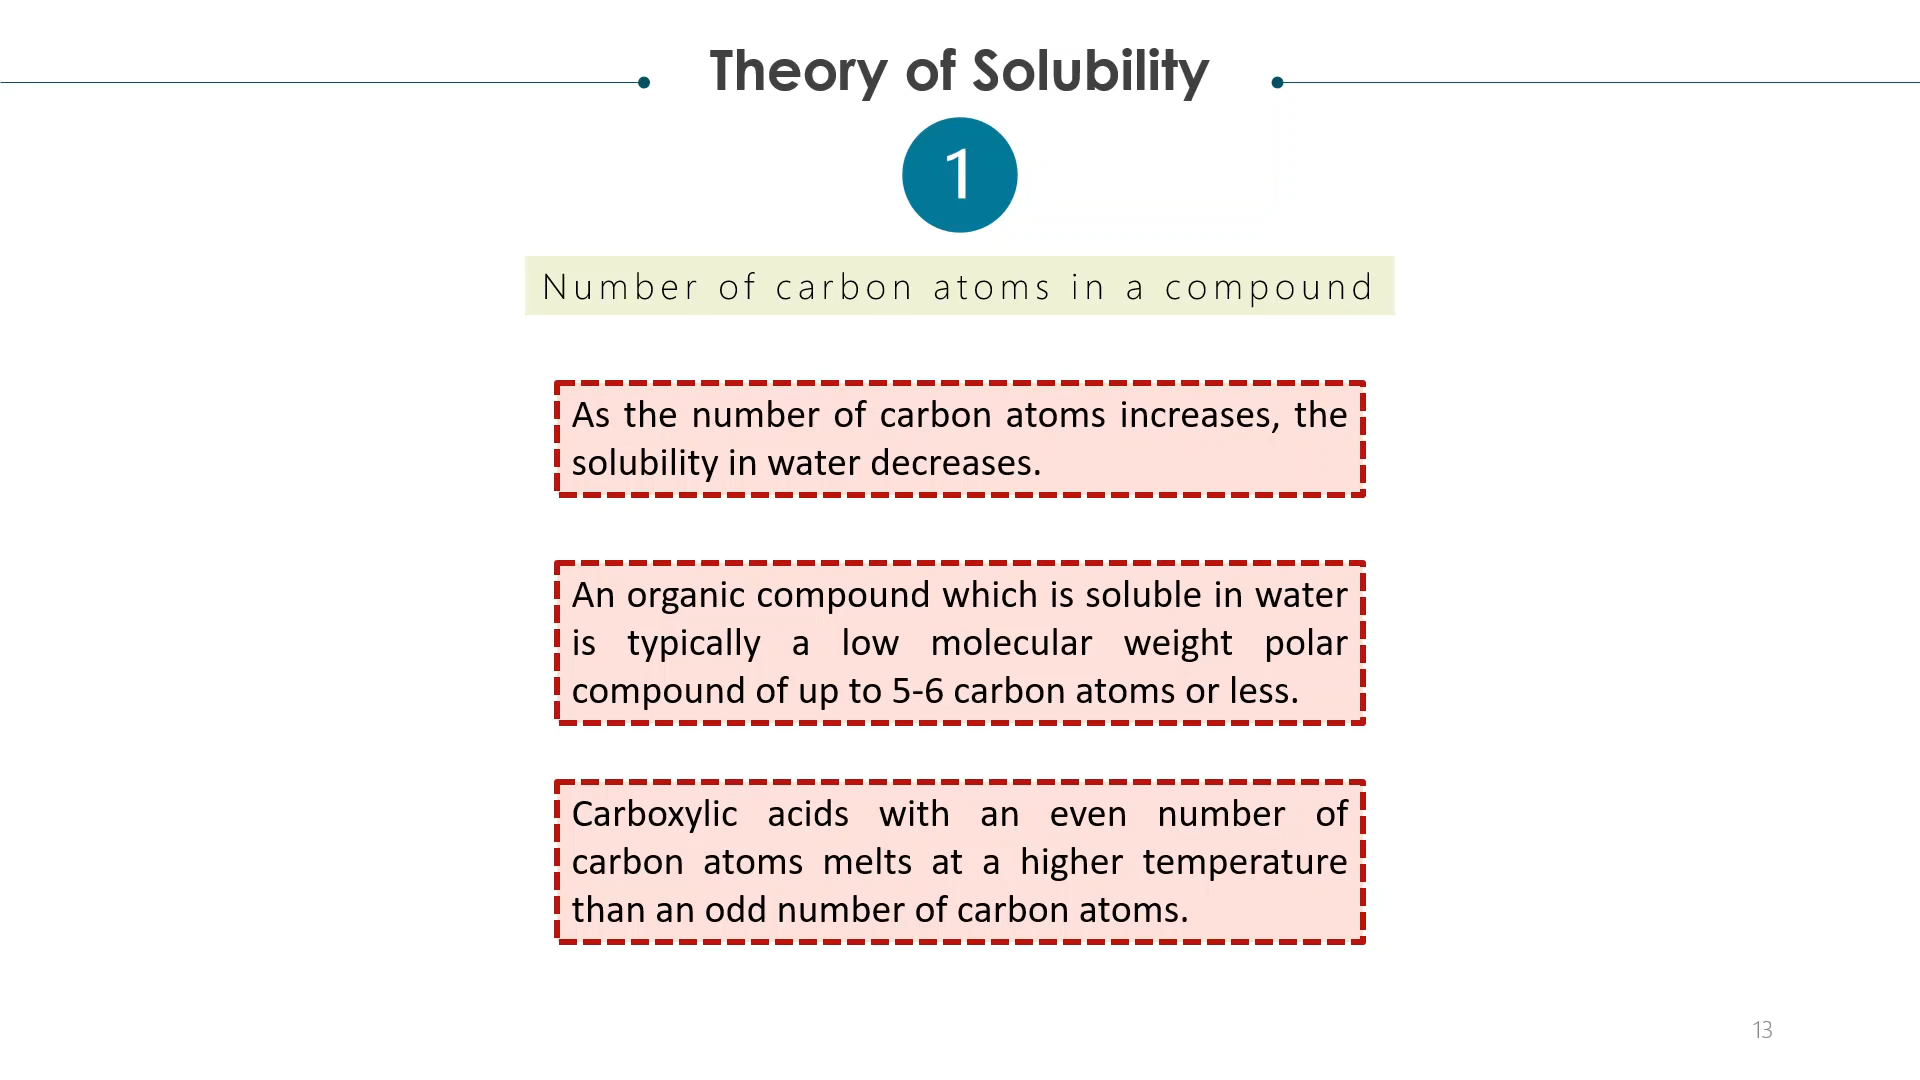 Theory of Solubility
1
Number of carbon atoms in a compound
As the number of carbon atoms increases, the
solubility in water decreases.
An organic compound which is soluble in water
is typically a low molecular weight polar
compound of up to 5-6 carbon atoms or less.
Carboxylic acids with an even number of
carbon atoms melts at a higher temperature
than an odd number of carbon atoms.
13